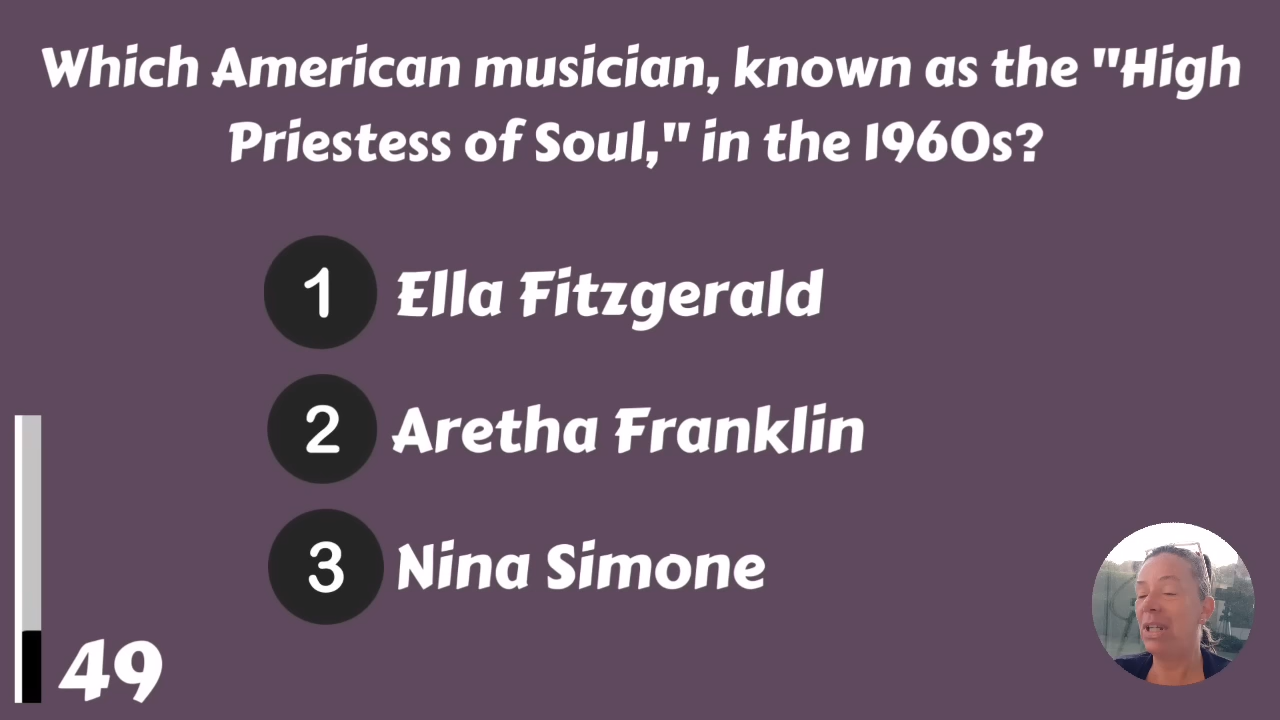 Which American musician, known as the "High
Priestess of Soul," in the 1960s?
1 Ella Fitzgerald
2 Aretha Franklin
3 Nina Simone
49